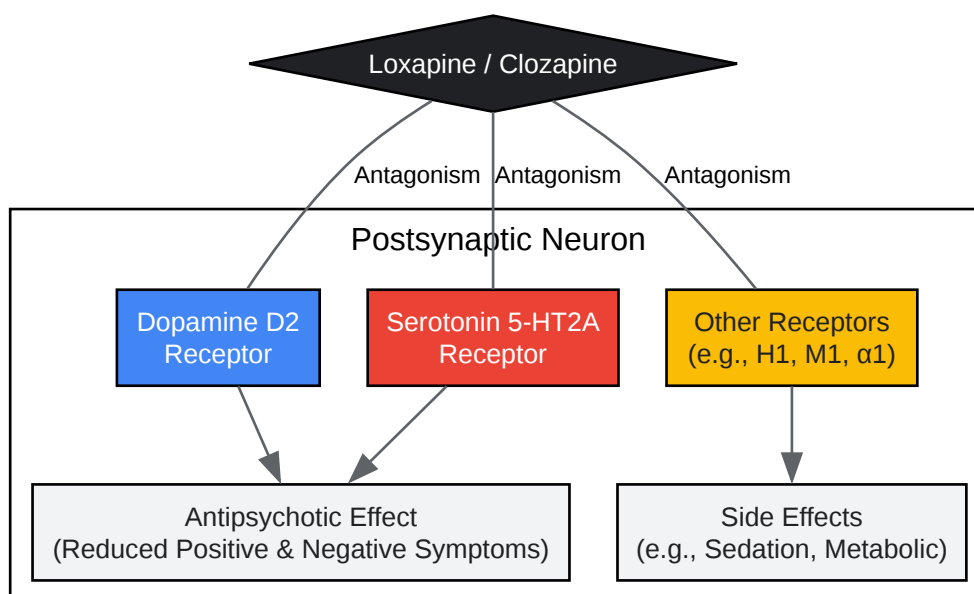 Loxapine / Clozapine
Antagonism
Antagonism
Antagonism
Postsynaptic Neuron
Dopamine D2
Receptor
Serotonin 5-HT2A
Receptor
Other Receptors
(e.g., H1, M1, α1)
Antipsychotic Effect
(Reduced Positive & Negative Symptoms)
Side Effects
(e.g., Sedation, Metabolic)